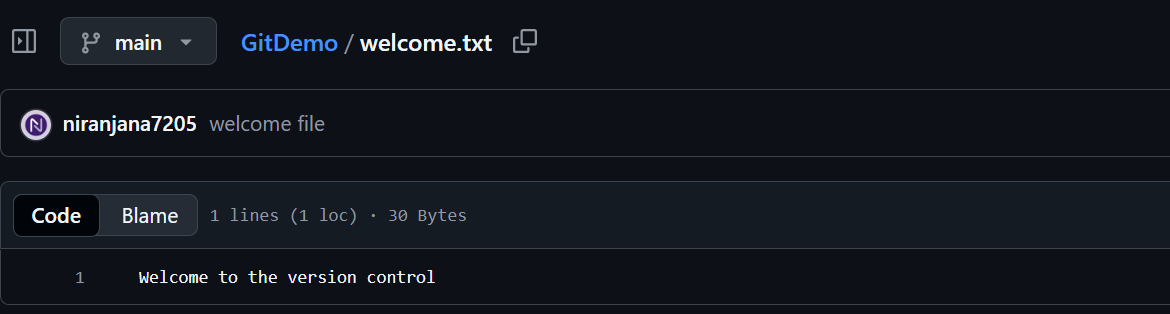 main
GitDemo / welcome.txt
N
niranjana7205 welcome file
Code Blame 1 lines (1 loc) · 30 Bytes
1 Welcome to the version control